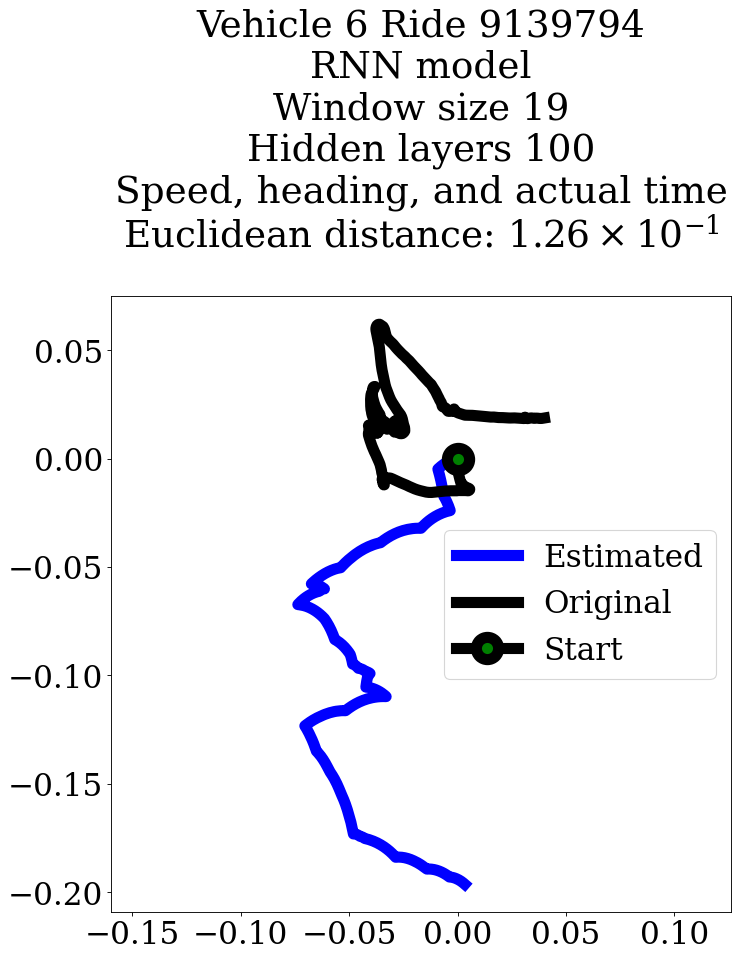 Vehicle 6 Ride 9139794
RNN model
Window size 19
Hidden layers 100
Speed, heading, and actual time
Euclidean distance: 1.26 × 10⁻¹
0.05
0.00
−0.05
−0.10
−0.15
−0.20
Estimated
Original
Start
−0.15 −0.10 −0.05 0.00 0.05 0.10